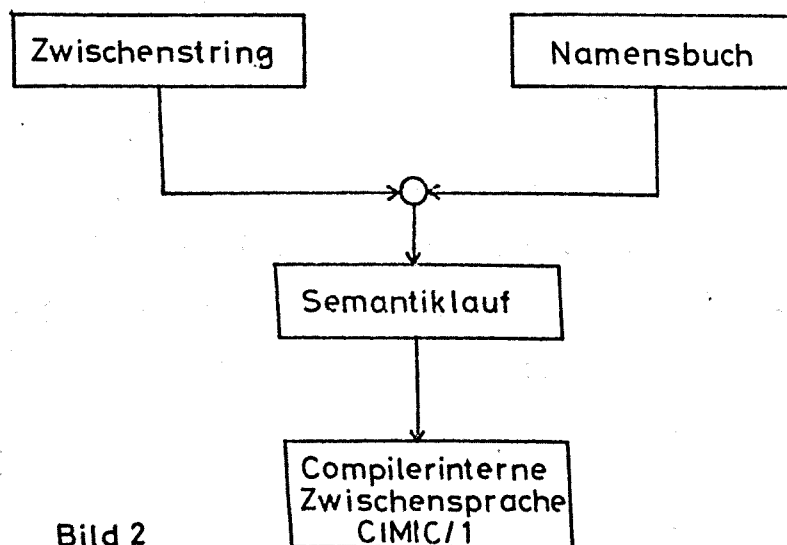 Zwischenstring
Namensbuch
Semantiklauf
Compilerinterne
Zwischensprache
CIMIC/1
Bild 2